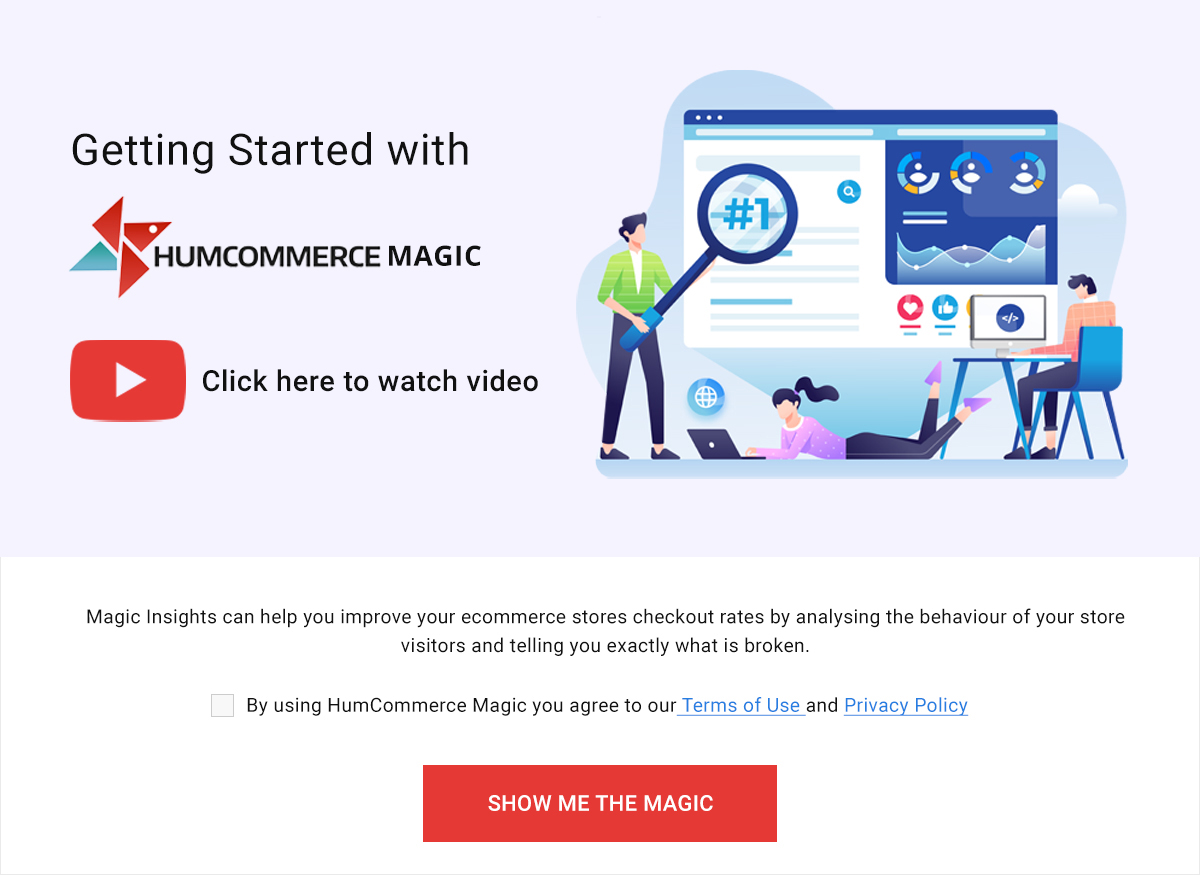 Getting Started with
HUMCOMMERCE MAGIC
Click here to watch video
#1
</>
Magic Insights can help you improve your ecommerce stores checkout rates by analysing the behaviour of your store
visitors and telling you exactly what is broken.
By using HumCommerce Magic you agree to our Terms of Use and Privacy Policy
SHOW ME THE MAGIC